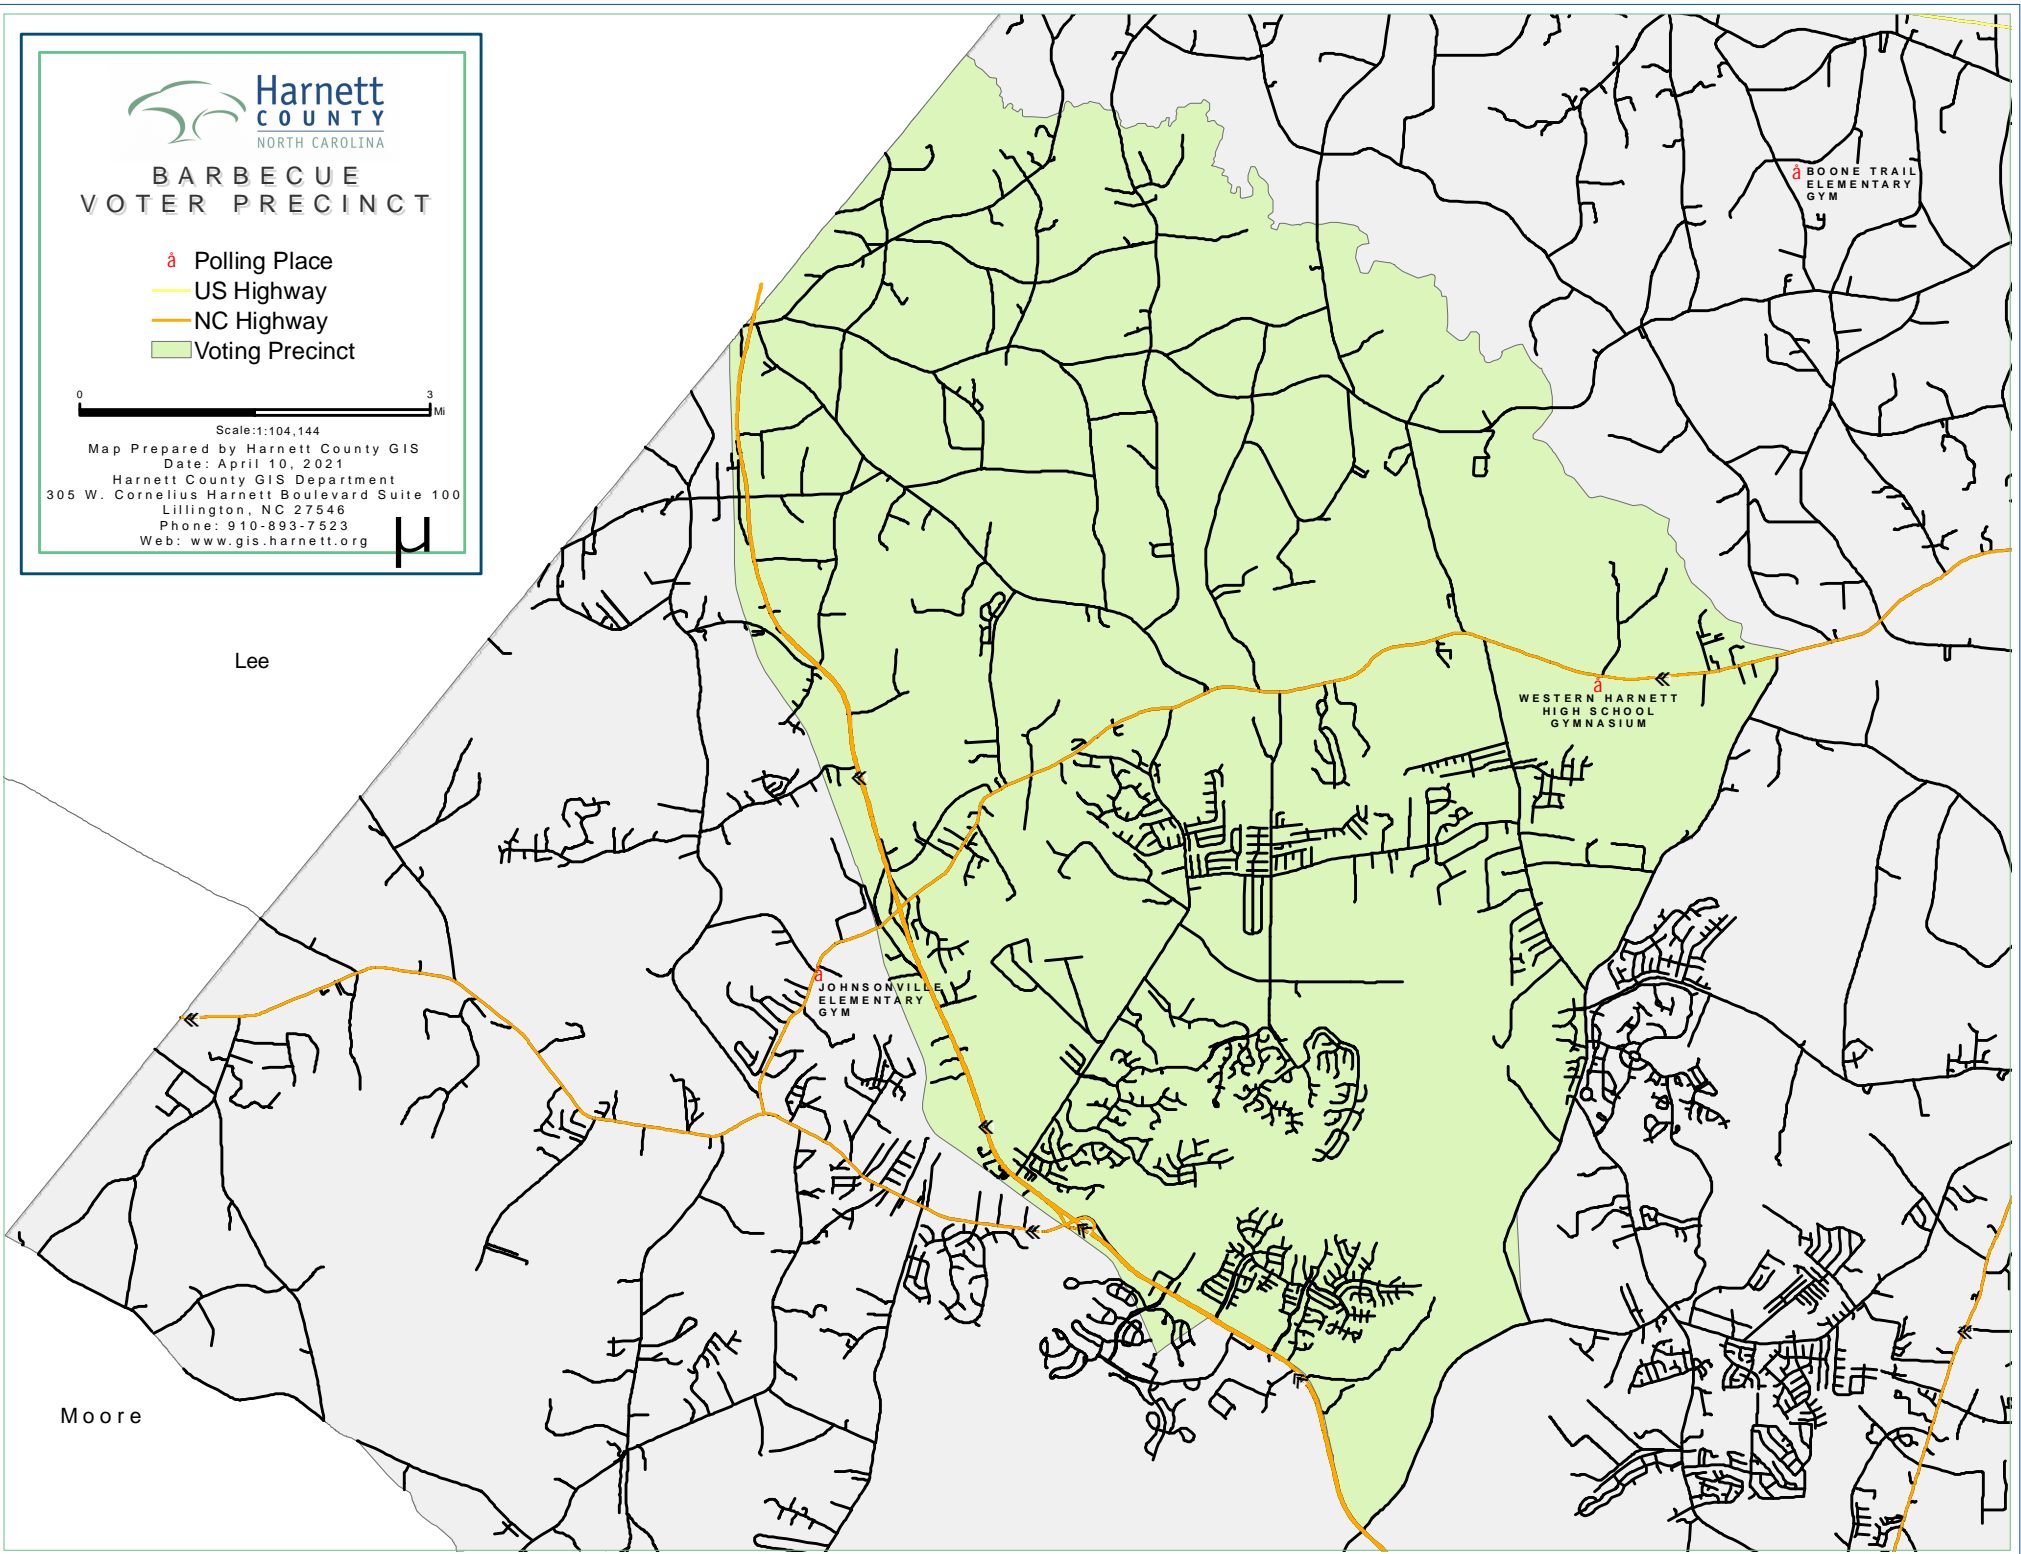 Harnett
COUNTY
NORTH CAROLINA
BARBECUE
VOTER PRECINCT
å Polling Place
US Highway
NC Highway
Voting Precinct
0 3
Mi
Scale:1:104,144
Map Prepared by Harnett County GIS
Date: April 10, 2021
Harnett County GIS Department
305 W. Cornelius Harnett Boulevard Suite 100
Lillington, NC 27546
Phone: 910-893-7523
Web: www.gis.harnett.org
µ
å BOONE TRAIL
ELEMENTARY
GYM
Lee
å
WESTERN HARNETT
HIGH SCHOOL
GYMNASIUM
å
JOHNSONVILLE
ELEMENTARY
GYM
Moore